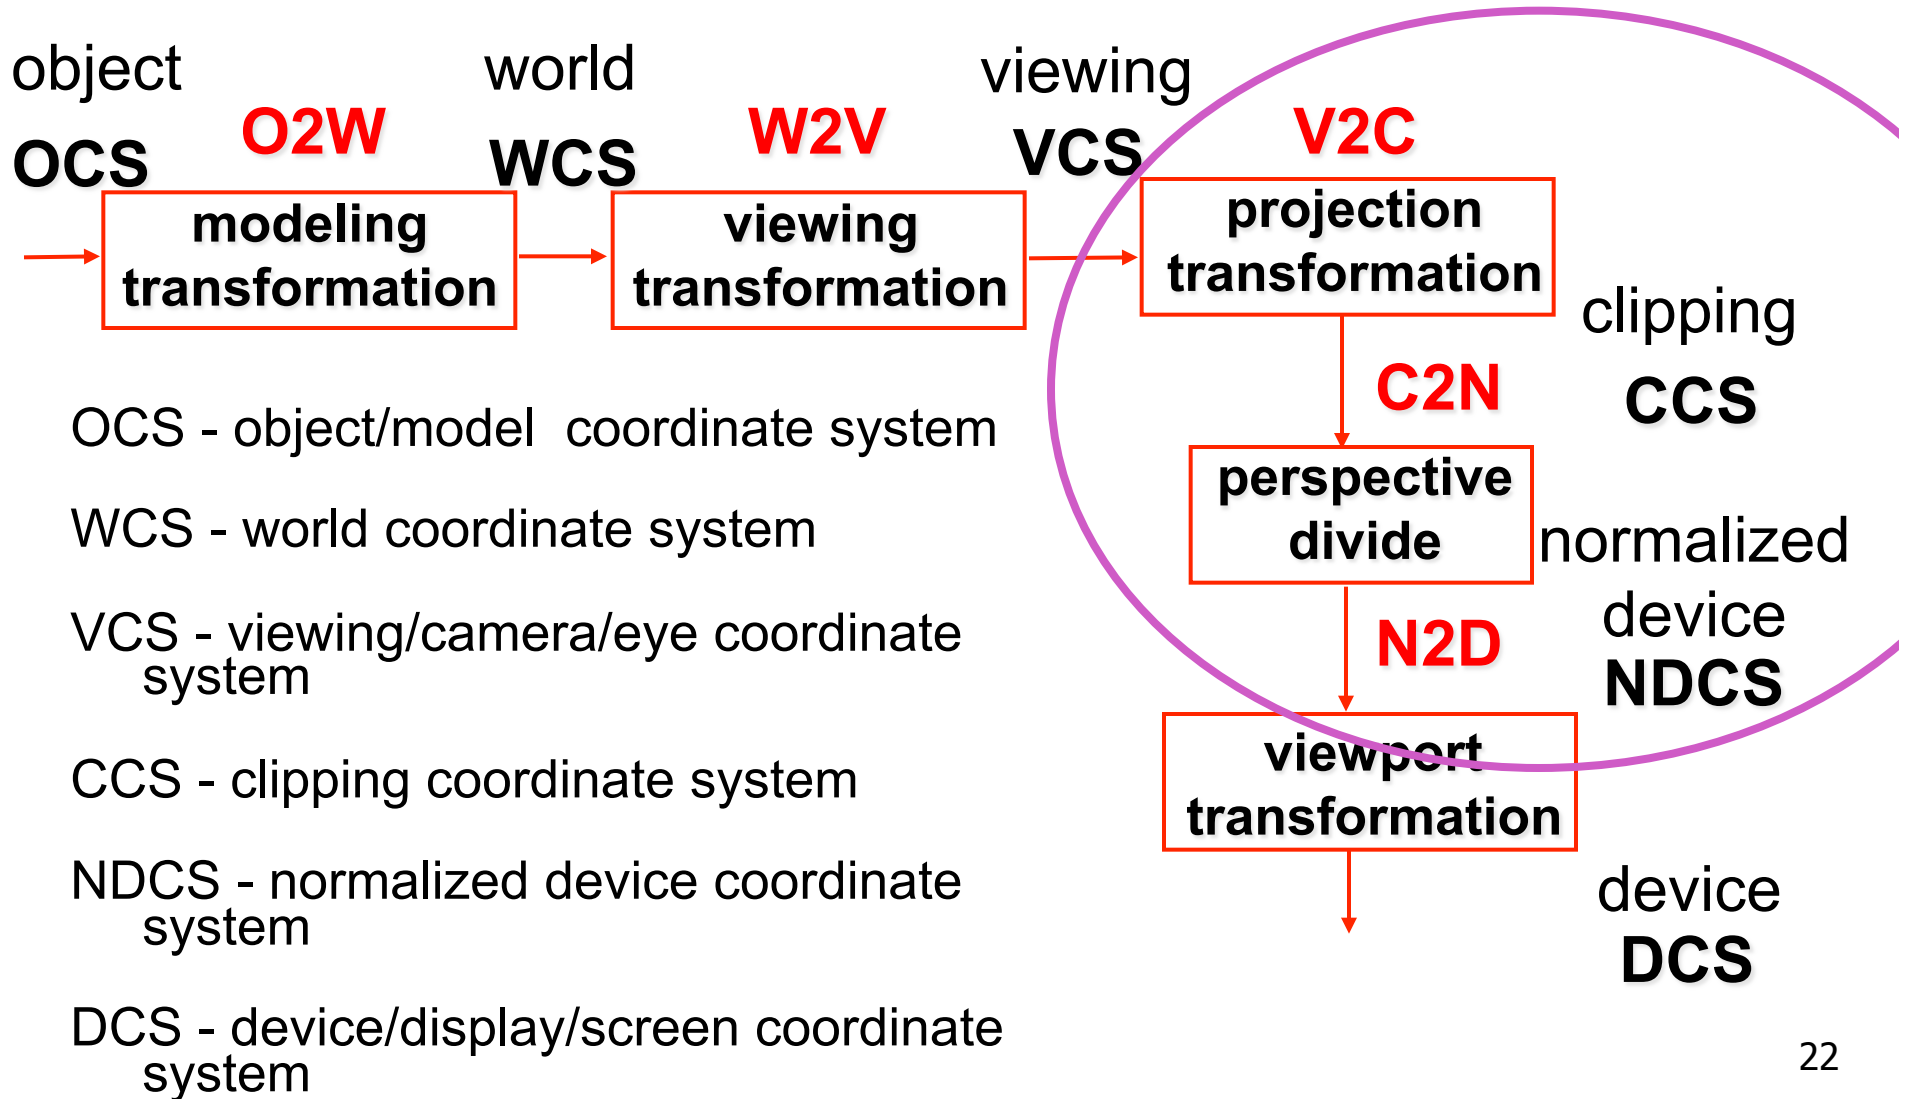 object
OCS
O2W
world
WCS
W2V
viewing
VCS
V2C
modeling
transformation
viewing
transformation
projection
transformation
clipping
CCS
C2N
perspective
divide
normalized
device
NDCS
N2D
viewport
transformation
device
DCS
OCS - object/model  coordinate system
WCS - world coordinate system
VCS - viewing/camera/eye coordinate
system
CCS - clipping coordinate system
NDCS - normalized device coordinate
system
DCS - device/display/screen coordinate
system
22